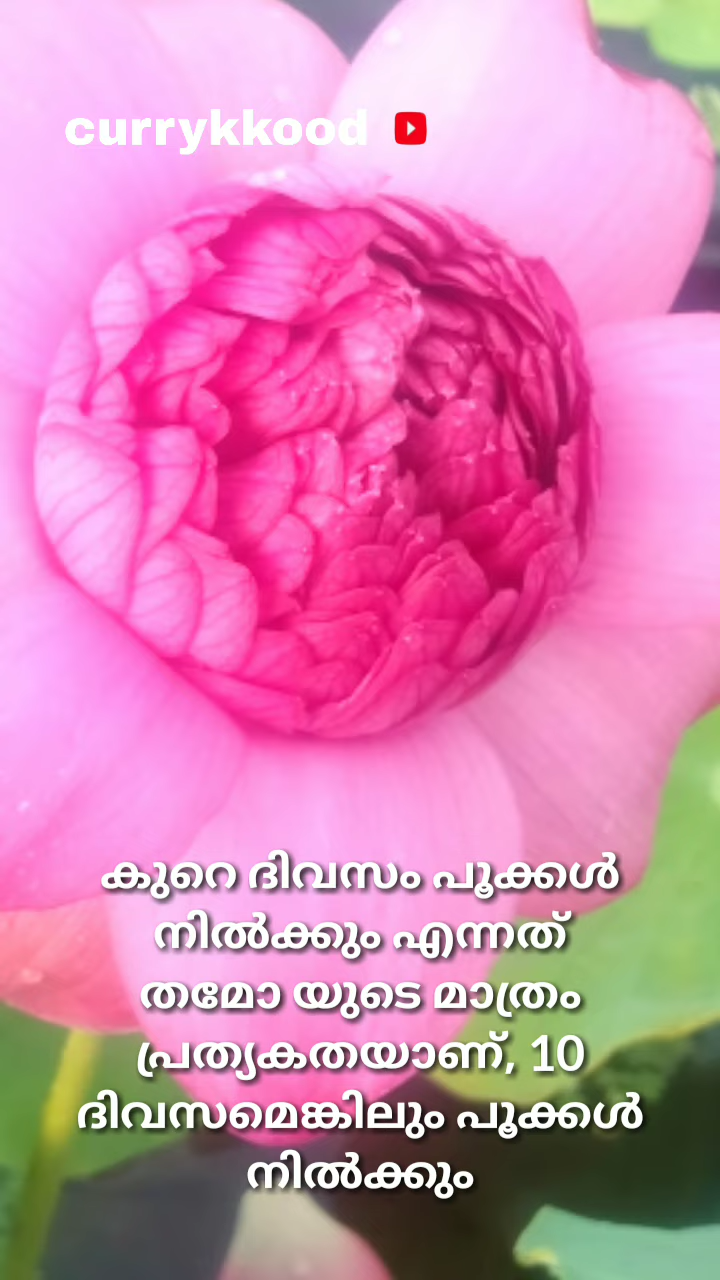 currykkood
കുറെ ദിവസം പൂക്കൾ
നിൽക്കും എന്നത്
തമോ യുടെ മാത്രം
പ്രത്യകതയാണ്, 10
ദിവസമെങ്കിലും പൂക്കൾ
നിൽക്കും